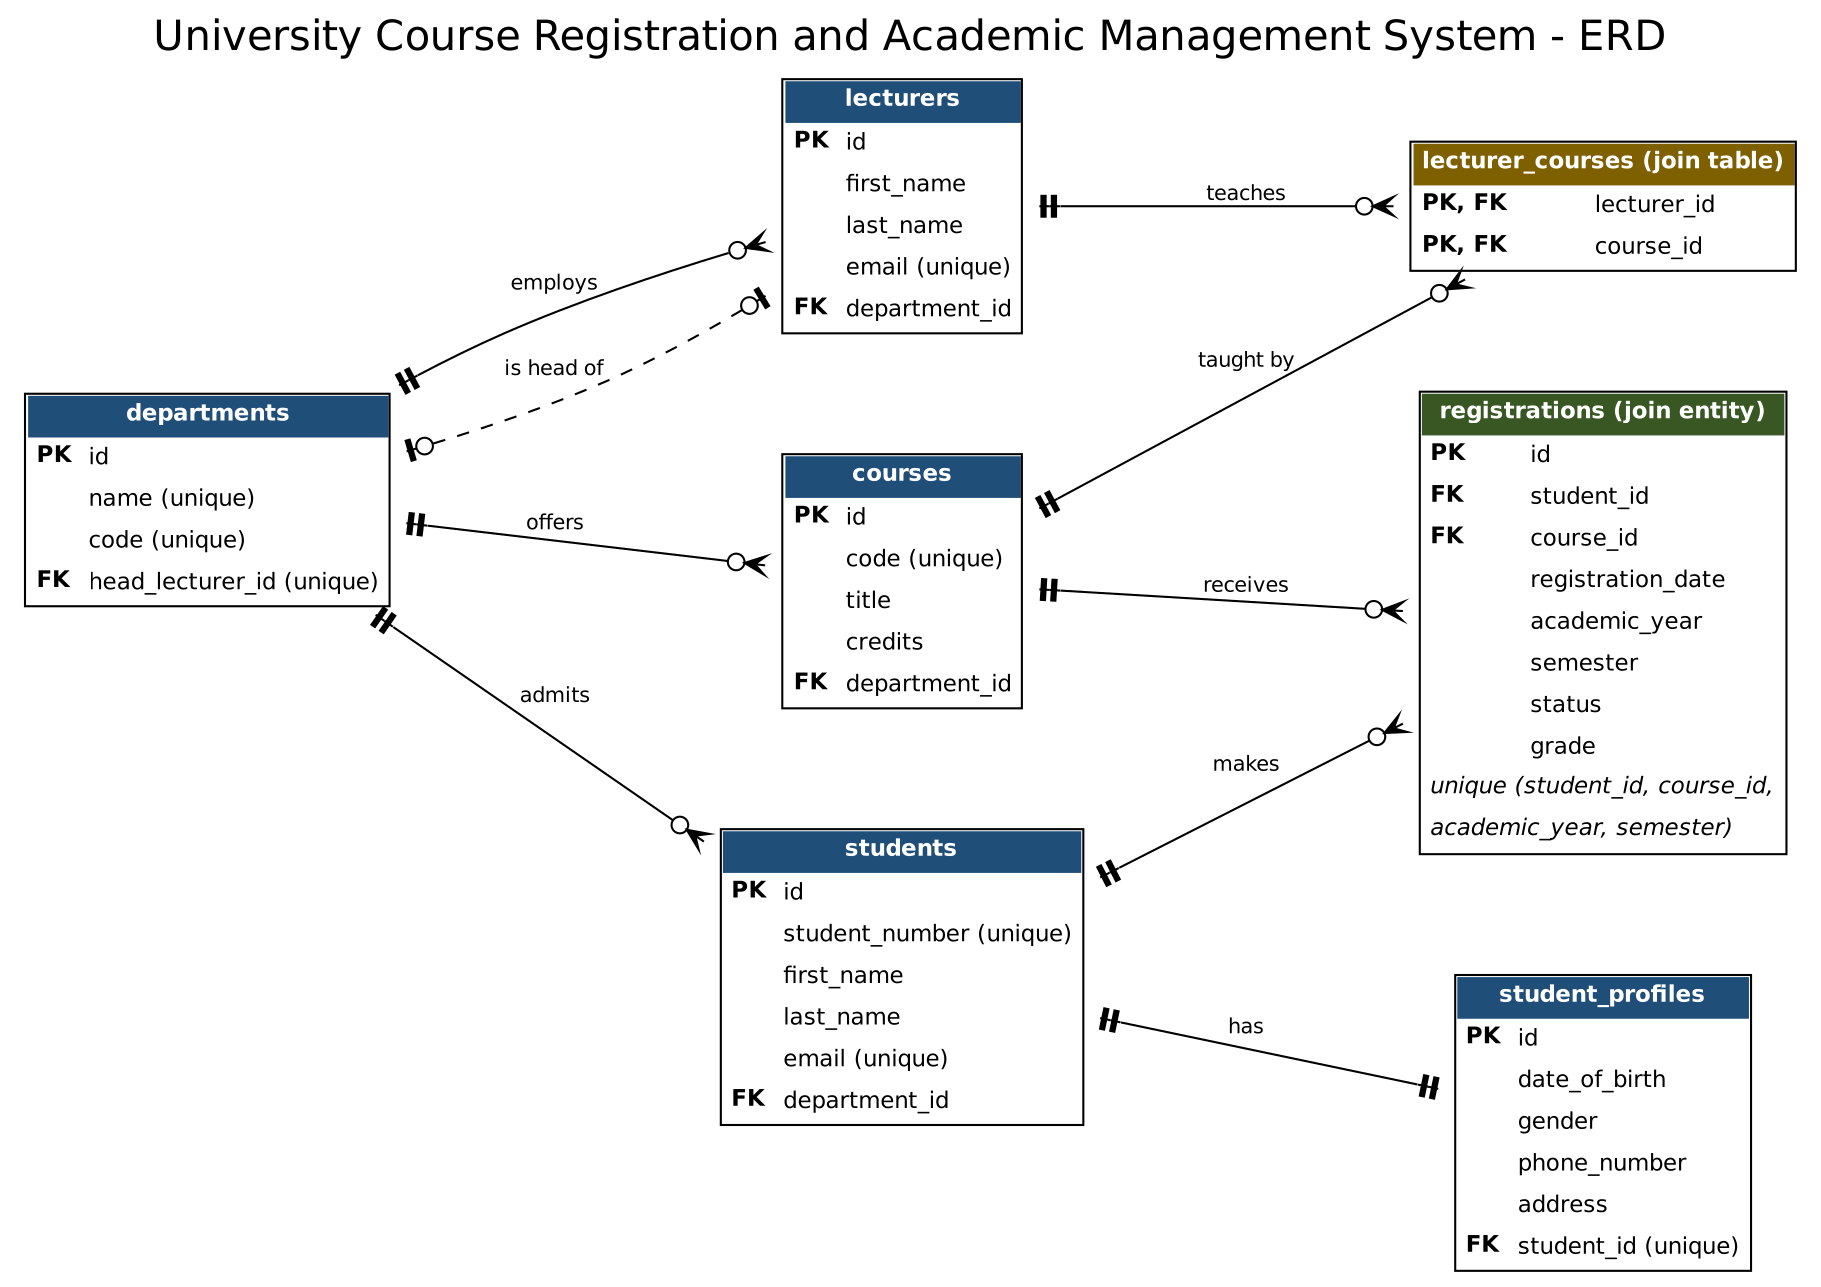 University Course Registration and Academic Management System - ERD
lecturers
PK id
first_name
last_name
email (unique)
FK department_id
lecturer_courses (join table)
PK, FK lecturer_id
PK, FK course_id
teaches
employs
is head of
taught by
departments
PK id
name (unique)
code (unique)
FK head_lecturer_id (unique)
offers
courses
PK id
code (unique)
title
credits
FK department_id
receives
registrations (join entity)
PK id
FK student_id
FK course_id
registration_date
academic_year
semester
status
grade
unique (student_id, course_id,
academic_year, semester)
admits
makes
students
PK id
student_number (unique)
first_name
last_name
email (unique)
FK department_id
has
student_profiles
PK id
date_of_birth
gender
phone_number
address
FK student_id (unique)